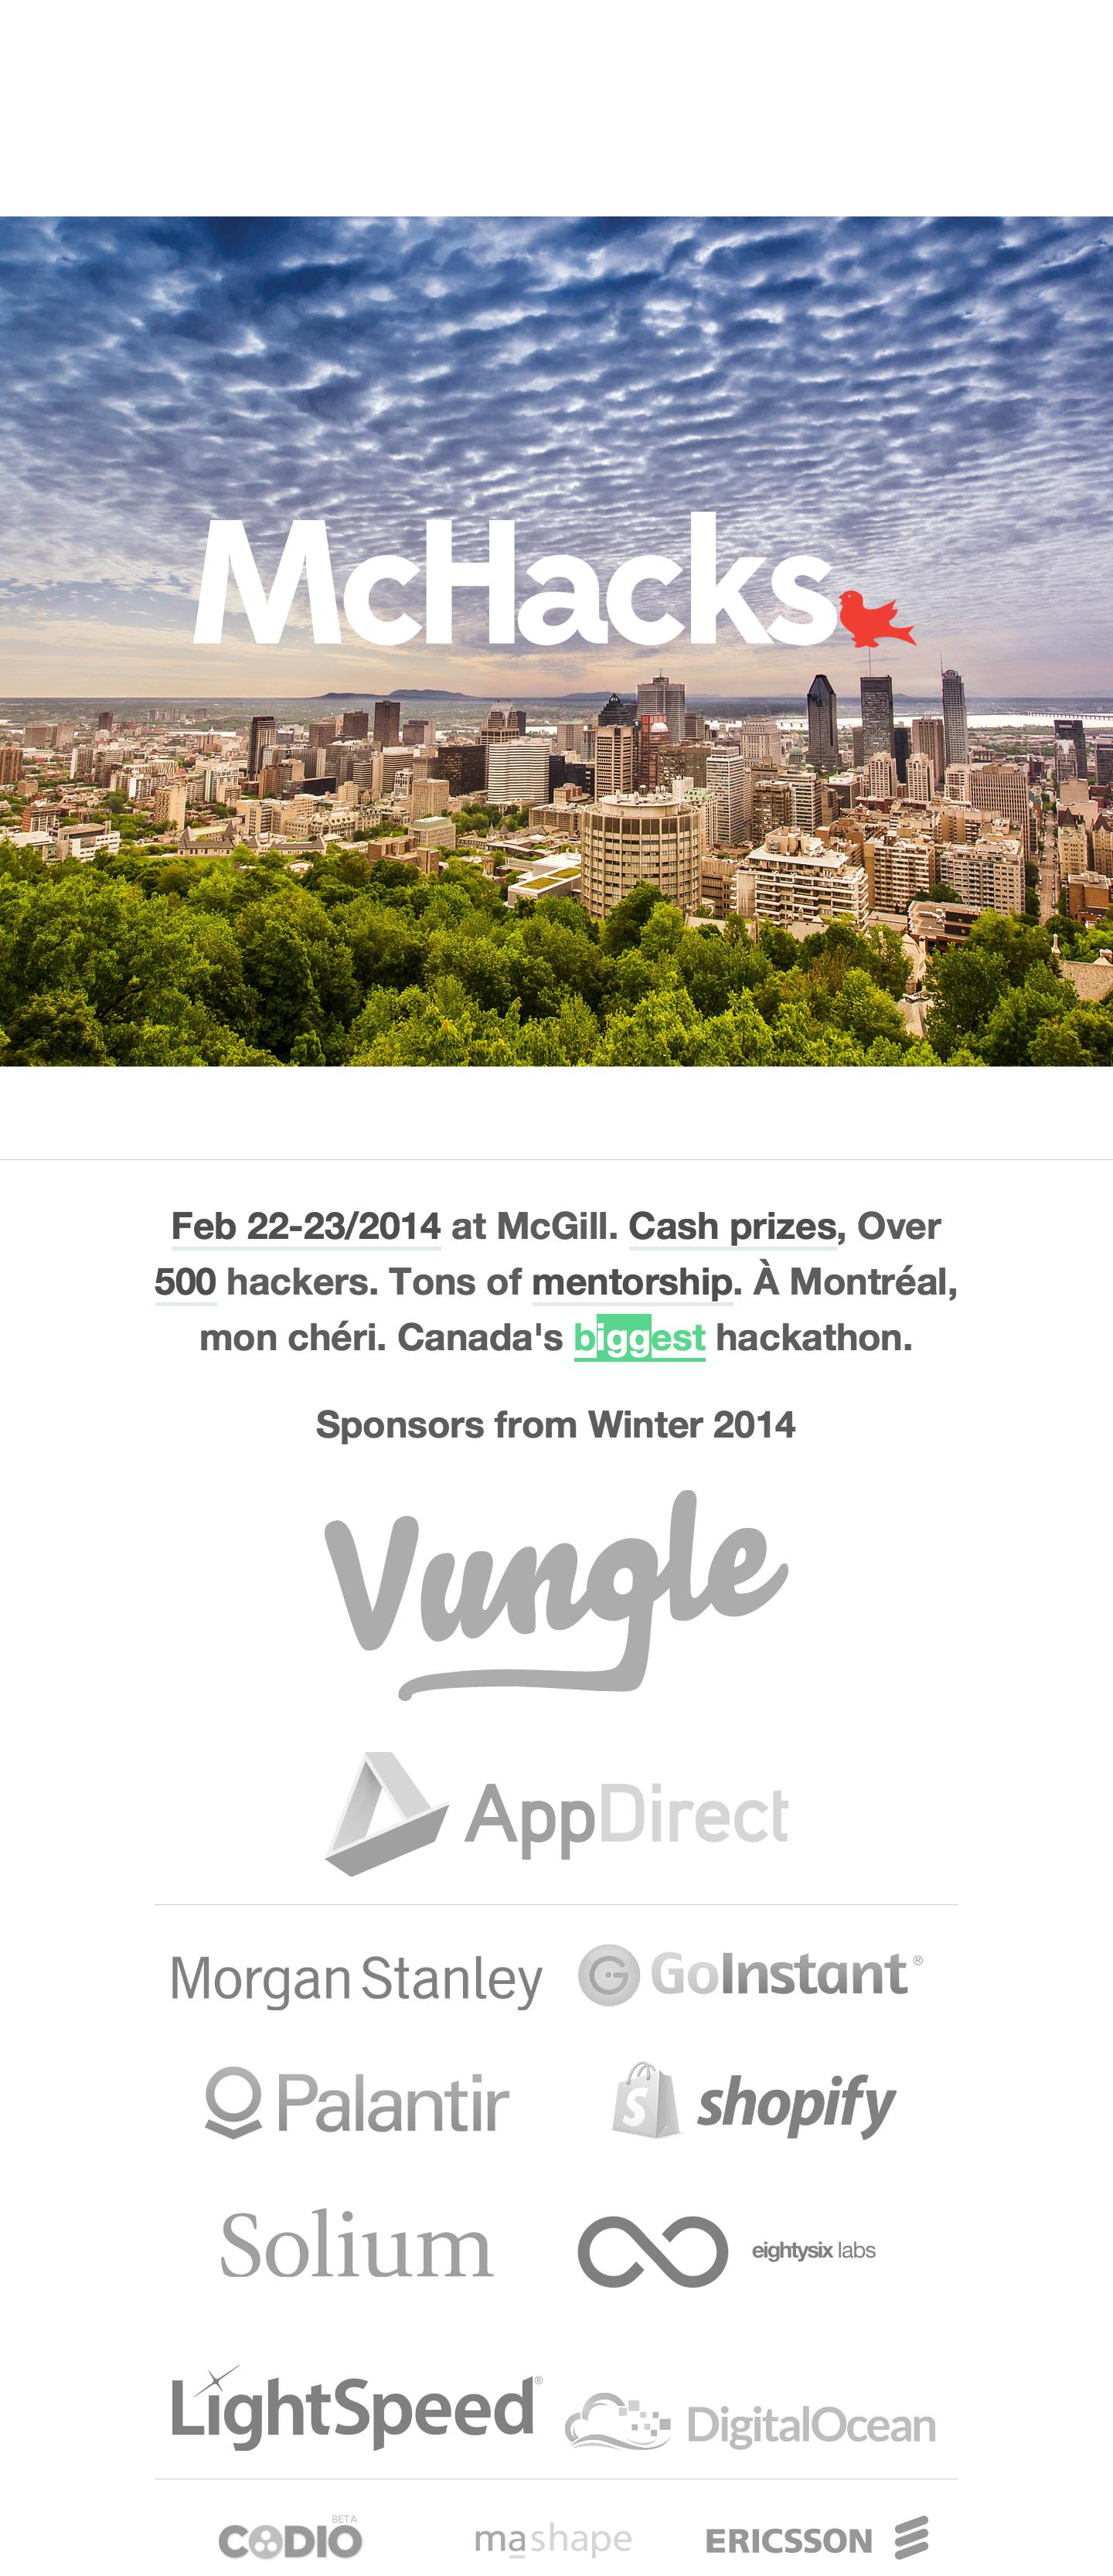 McHacks
Feb 22-23/2014 at McGill. Cash prizes, Over
500 hackers. Tons of mentorship. À Montréal,
mon chéri. Canada's biggest hackathon.
Sponsors from Winter 2014
Vungle
AppDirect
Morgan Stanley
GoInstant®
Palantir
shopify
Solium
eightysix labs
LightSpeed®
DigitalOcean
CODIO BETA
mashape
ERICSSON